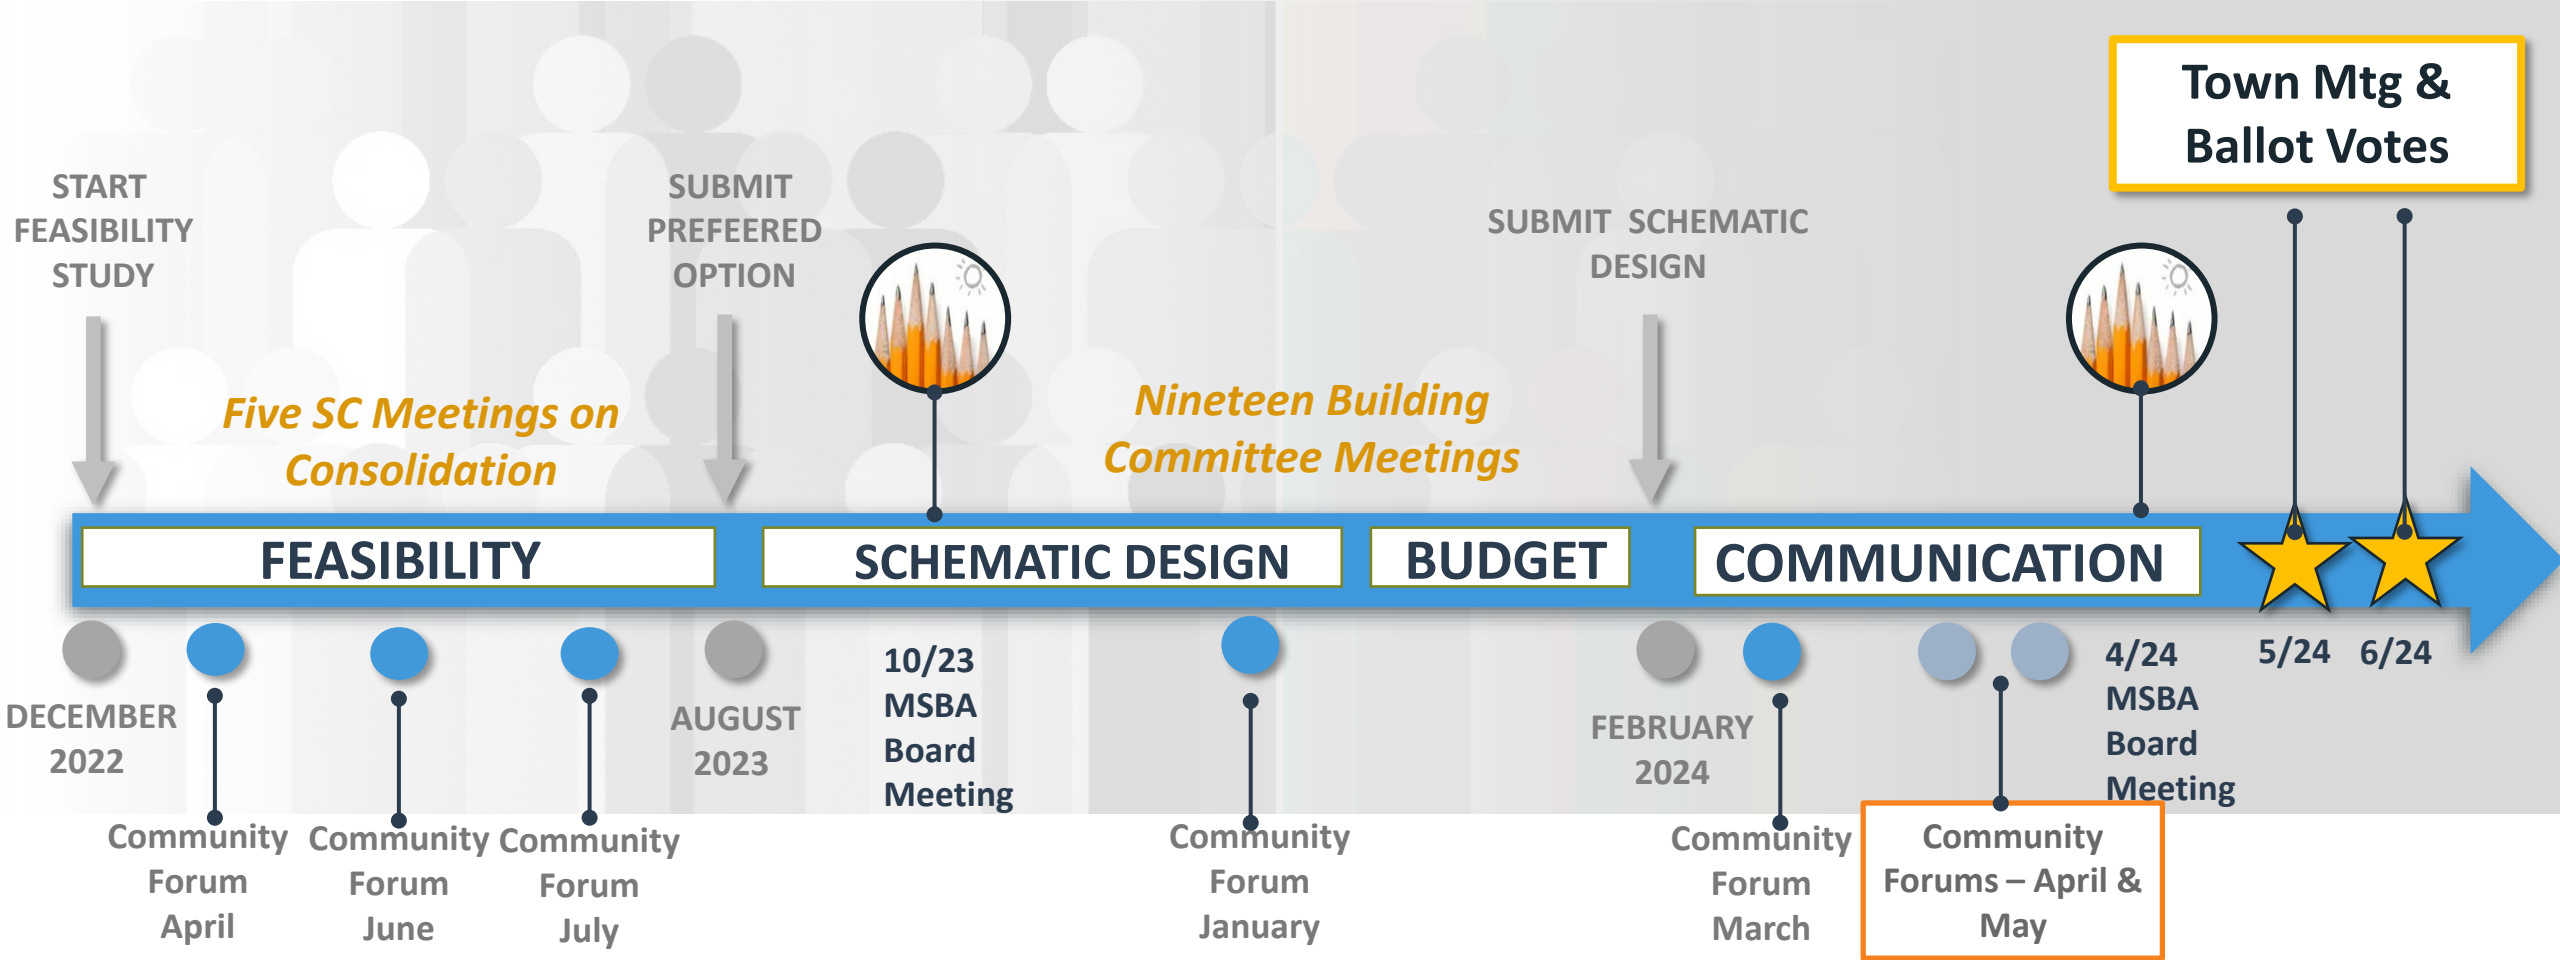 Town Mtg &
Ballot Votes
START
FEASIBILITY
STUDY
SUBMIT
PREFEERED
OPTION
SUBMIT SCHEMATIC
DESIGN
Five SC Meetings on
Consolidation
Nineteen Building
Committee Meetings
FEASIBILITY
SCHEMATIC DESIGN
BUDGET
COMMUNICATION
DECEMBER
2022
AUGUST
2023
10/23
MSBA
Board
Meeting
FEBRUARY
2024
4/24
MSBA
Board
Meeting
5/24
6/24
Community
Forum
April
Community
Forum
June
Community
Forum
July
Community
Forum
January
Community
Forum
March
Community
Forums – April &
May